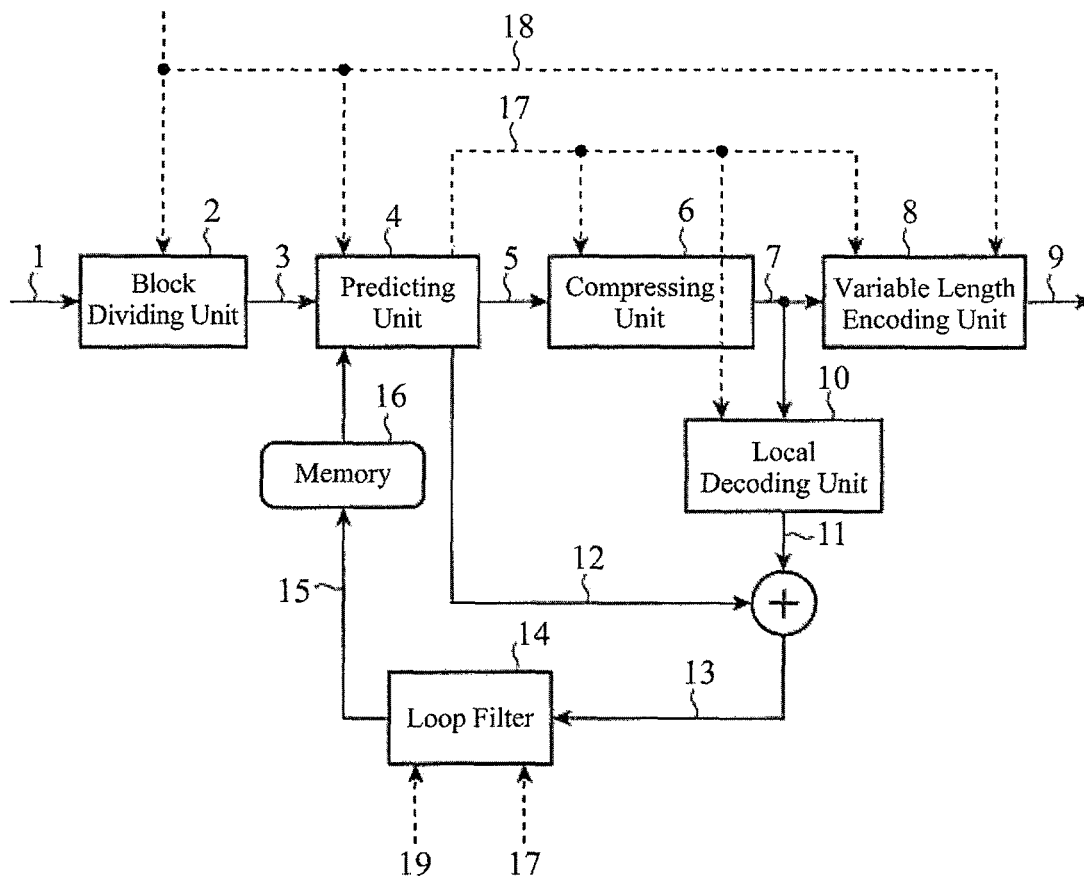 18
17
2
4
6
8
1
3
5
7
9
Block
Dividing Unit
Predicting
Unit
Compressing
Unit
Variable Length
Encoding Unit
10
16
Memory
Local
Decoding Unit
11
12
15
+
14
13
Loop Filter
19
17